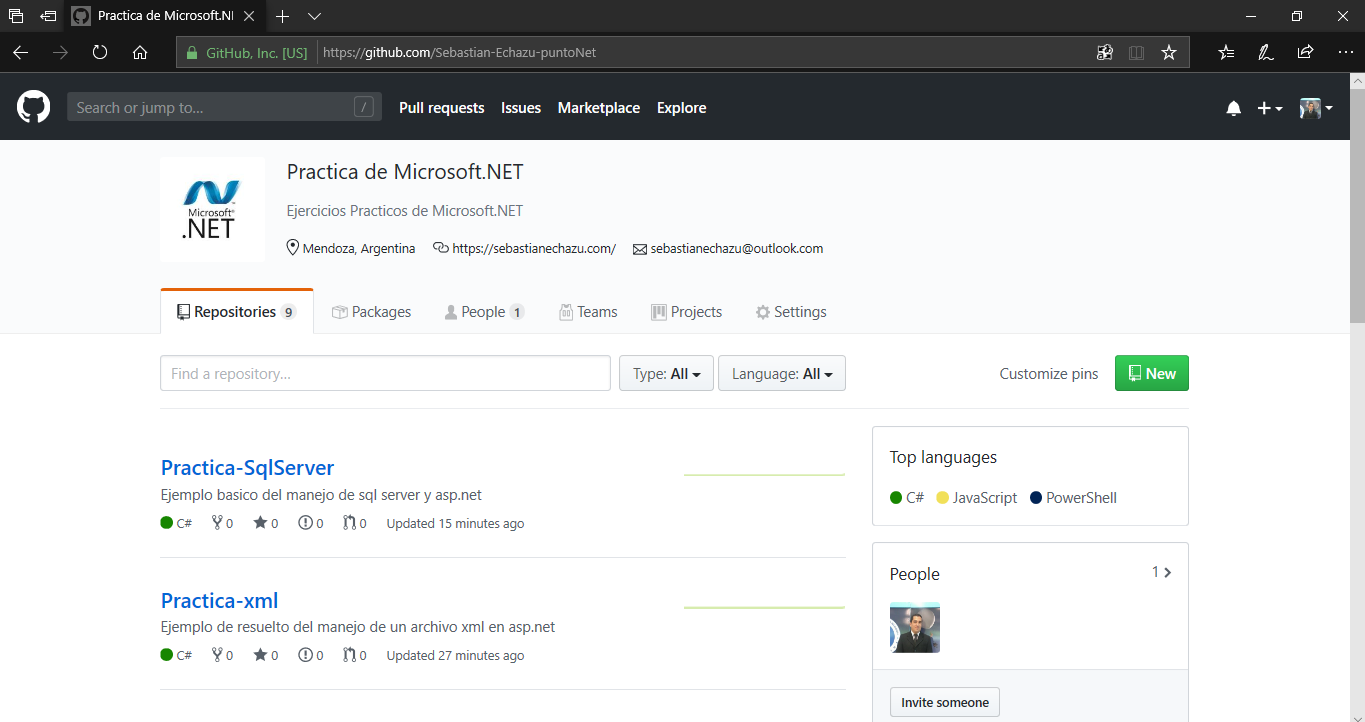 Practica de Microsoft.NE
GitHub, Inc. [US] https://github.com/Sebastian-Echazu-puntoNet
Search or jump to... / Pull requests Issues Marketplace Explore
Microsoft®
.NET
Practica de Microsoft.NET
Ejercicios Practicos de Microsoft.NET
Mendoza, Argentina https://sebastianechazu.com/ sebastianechazu@outlook.com
Repositories 9 Packages People 1 Teams Projects Settings
Find a repository... Type: All Language: All Customize pins New
Practica-SqlServer
Ejemplo basico del manejo de sql server y asp.net
C# 0 0 0 0 Updated 15 minutes ago
Practica-xml
Ejemplo de resuelto del manejo de un archivo xml en asp.net
C# 0 0 0 0 Updated 27 minutes ago
Top languages
C# JavaScript PowerShell
People 1
Invite someone